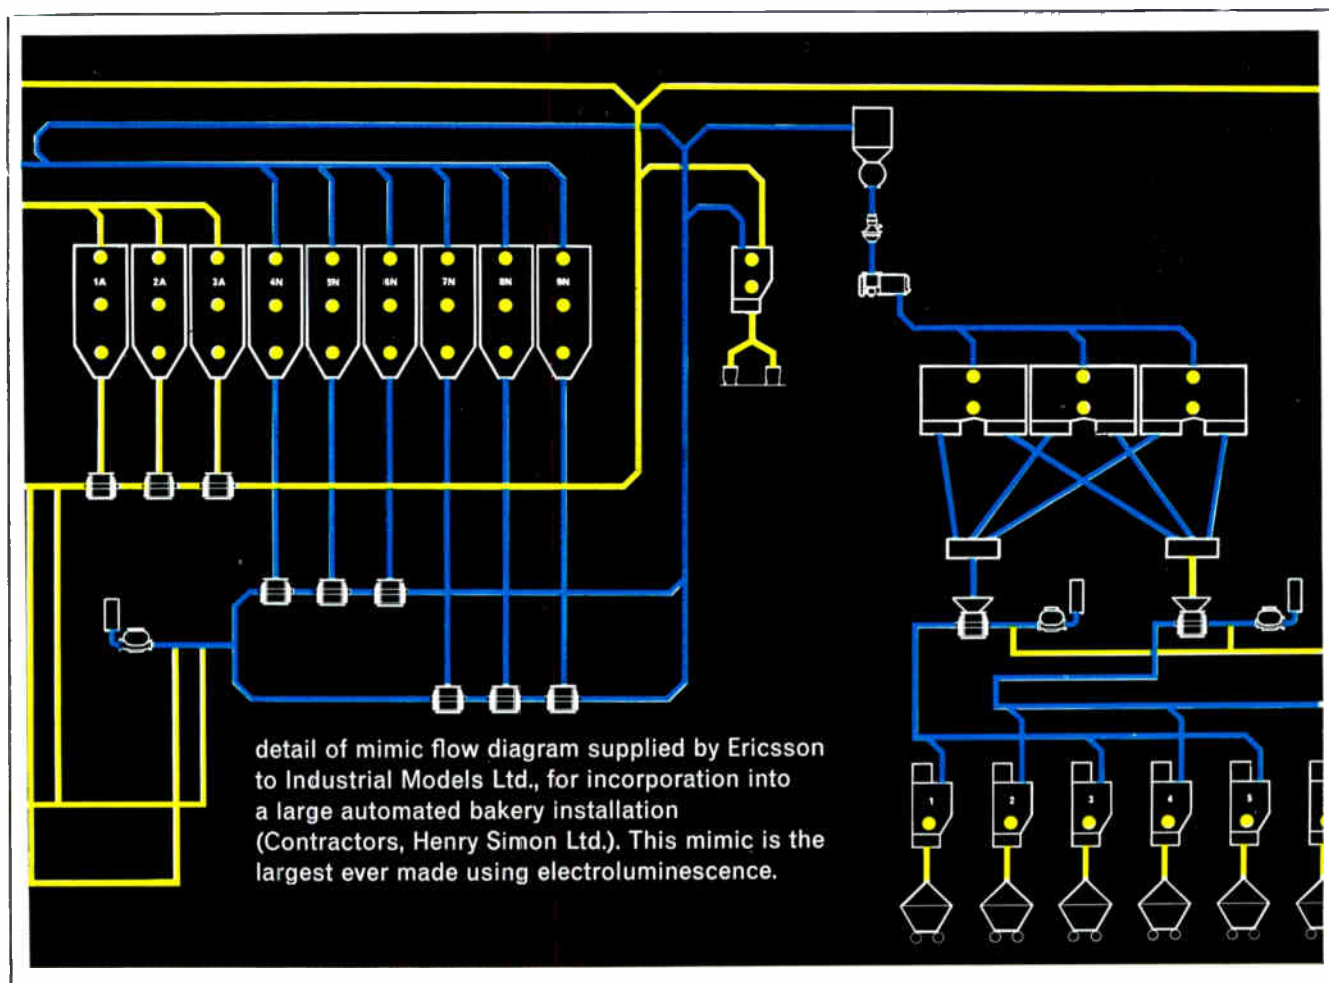 1A 2A 3A 4N 5N 6N 7N 8N 9N
detail of mimic flow diagram supplied by Ericsson
to Industrial Models Ltd., for incorporation into
a large automated bakery installation
(Contractors, Henry Simon Ltd.). This mimic is the
largest ever made using electroluminescence.
1 2 3 4 5